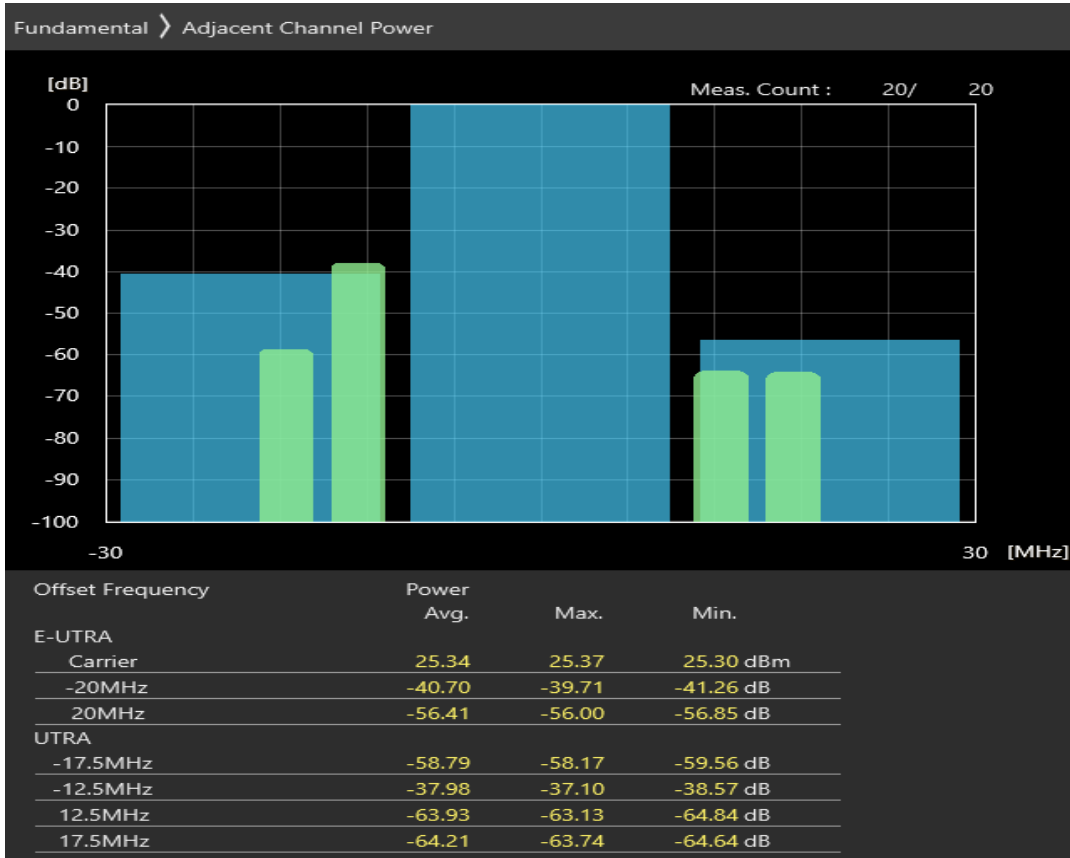 Fundamental ❯ Adjacent Channel Power
[dB]
Meas. Count : 20/ 20
0
-10
-20
-30
-40
-50
-60
-70
-80
-90
-100
-30 30 [MHz]
Offset Frequency Power
Avg. Max. Min.
E-UTRA
Carrier 25.34 25.37 25.30 dBm
-20MHz -40.70 -39.71 -41.26 dB
20MHz -56.41 -56.00 -56.85 dB
UTRA
-17.5MHz -58.79 -58.17 -59.56 dB
-12.5MHz -37.98 -37.10 -38.57 dB
12.5MHz -63.93 -63.13 -64.84 dB
17.5MHz -64.21 -63.74 -64.64 dB